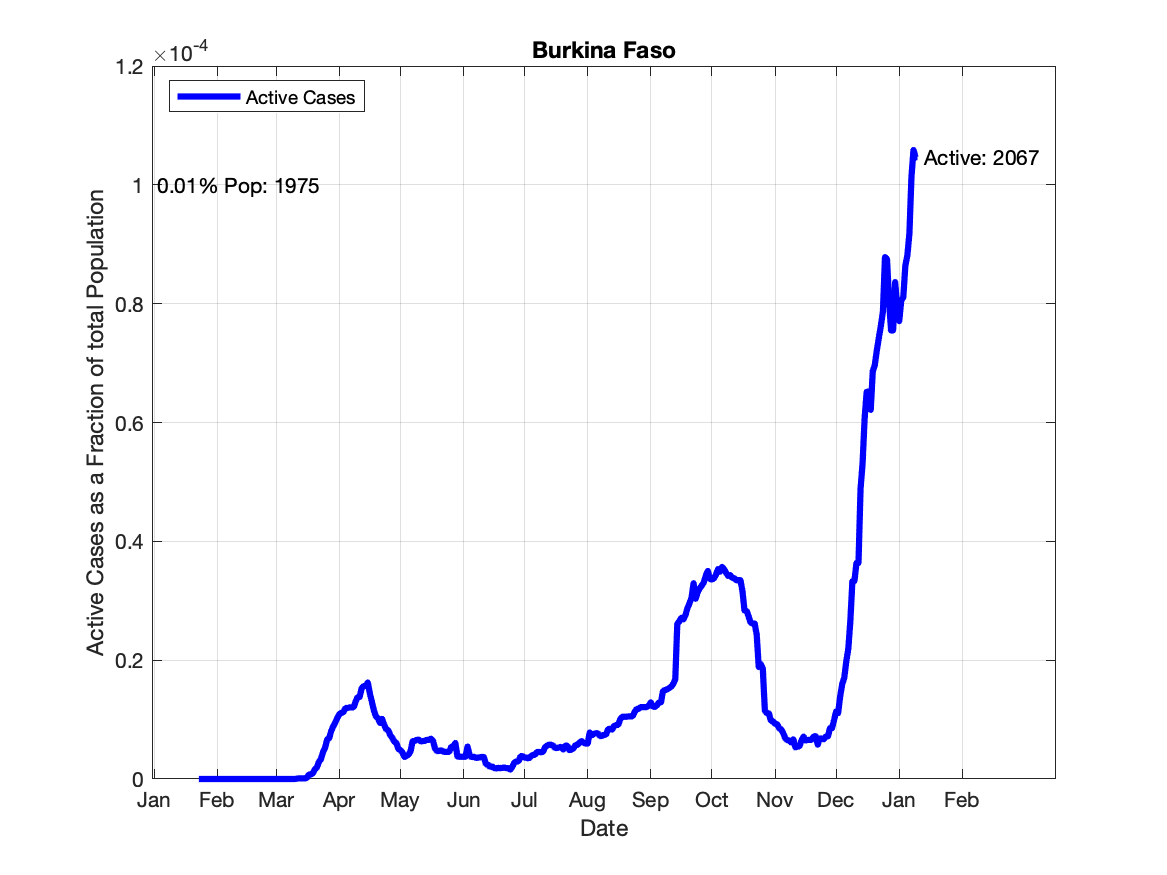 Burkina Faso
×10-4
Active Cases
Active: 2067
0.01% Pop: 1975
Active Cases as a Fraction of total Population
1.2
1
0.8
0.6
0.4
0.2
0
Jan Feb Mar Apr May Jun Jul Aug Sep Oct Nov Dec Jan Feb
Date